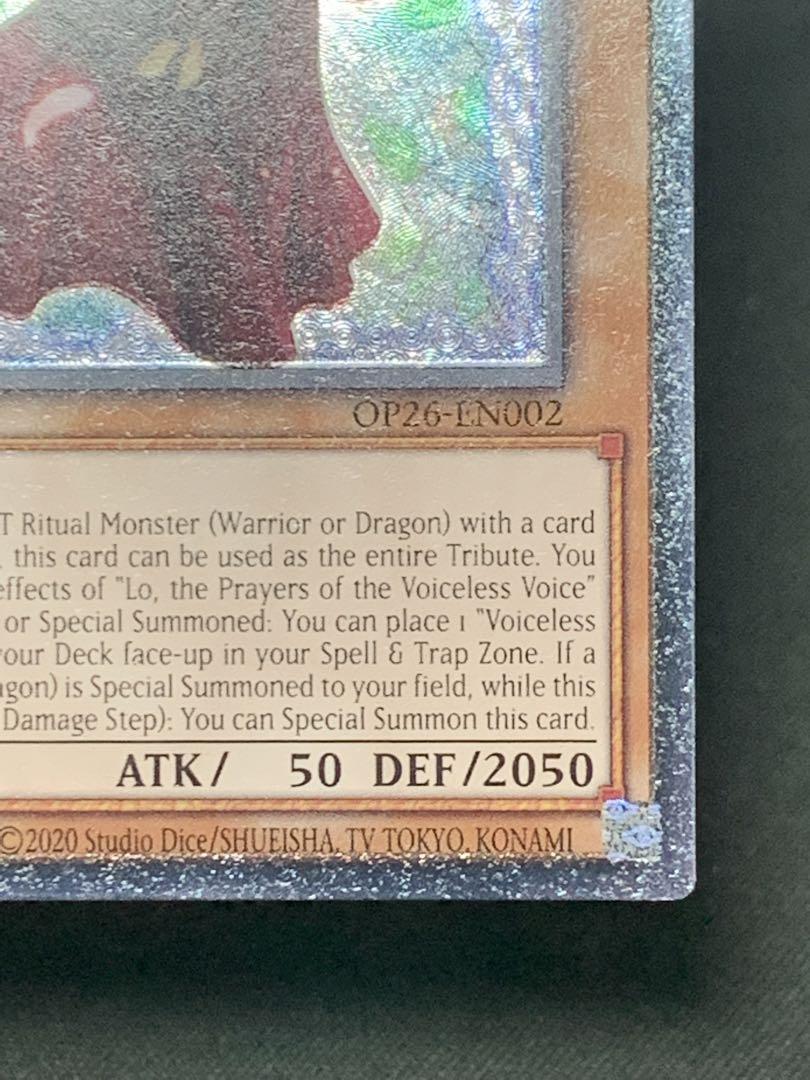 OP26-EN002
T Ritual Monster (Warrior or Dragon) with a card
, this card can be used as the entire Tribute. You
effects of "Lo, the Prayers of the Voiceless Voice"
or Special Summoned: You can place 1 "Voiceless
your Deck face-up in your Spell & Trap Zone. If a
agon) is Special Summoned to your field, while this
Damage Step): You can Special Summon this card.
ATK/ 50 DEF/2050
©2020 Studio Dice/SHUEISHA, TV TOKYO, KONAMI